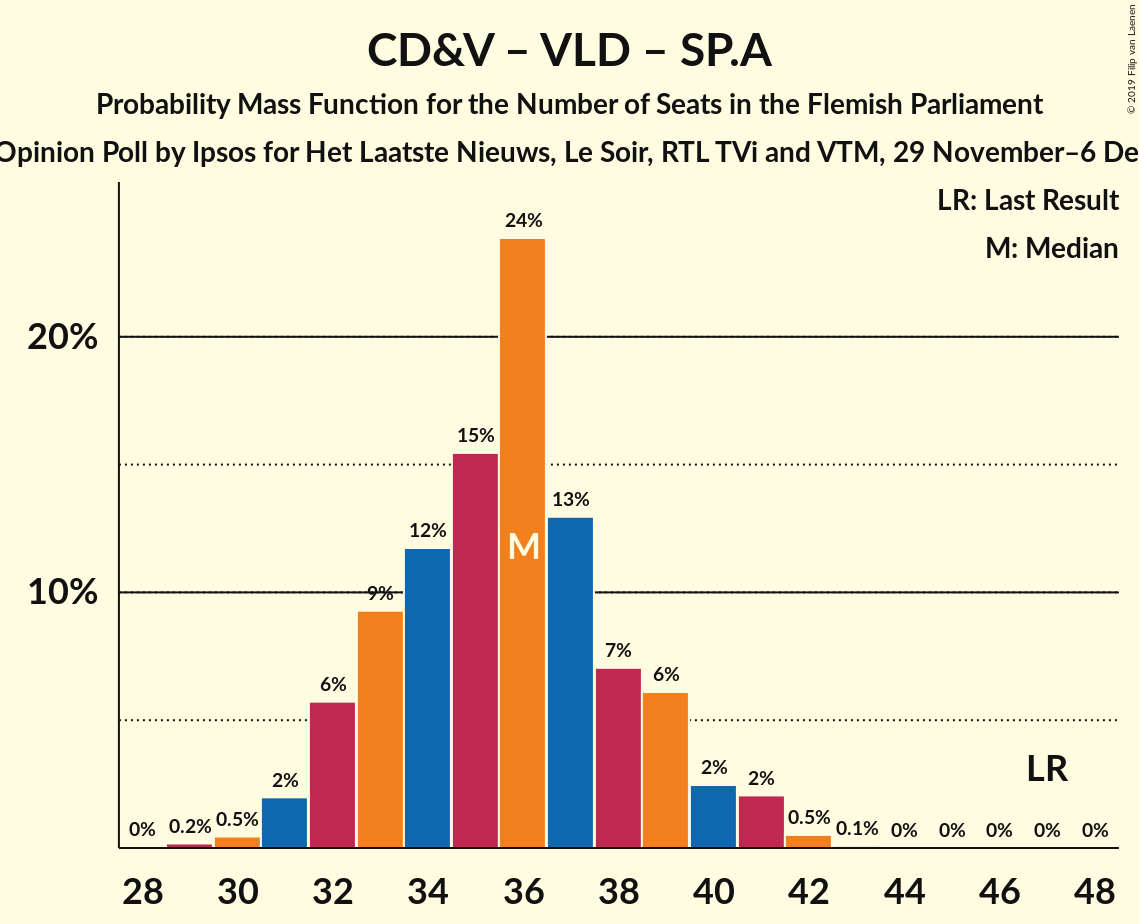 CD&V – VLD – SP.A
Probability Mass Function for the Number of Seats in the Flemish Parliament
Opinion Poll by Ipsos for Het Laatste Nieuws, Le Soir, RTL TVi and VTM, 29 November–6 De
© 2019 Filip van Laenen
LR: Last Result
M: Median
20%
10%
0% 0.2% 0.5% 2% 6% 9% 12% 15% 24% 13% 7% 6% 2% 2% 0.5% 0.1% 0% 0% 0% 0% 0%
M
LR
28 30 32 34 36 38 40 42 44 46 48